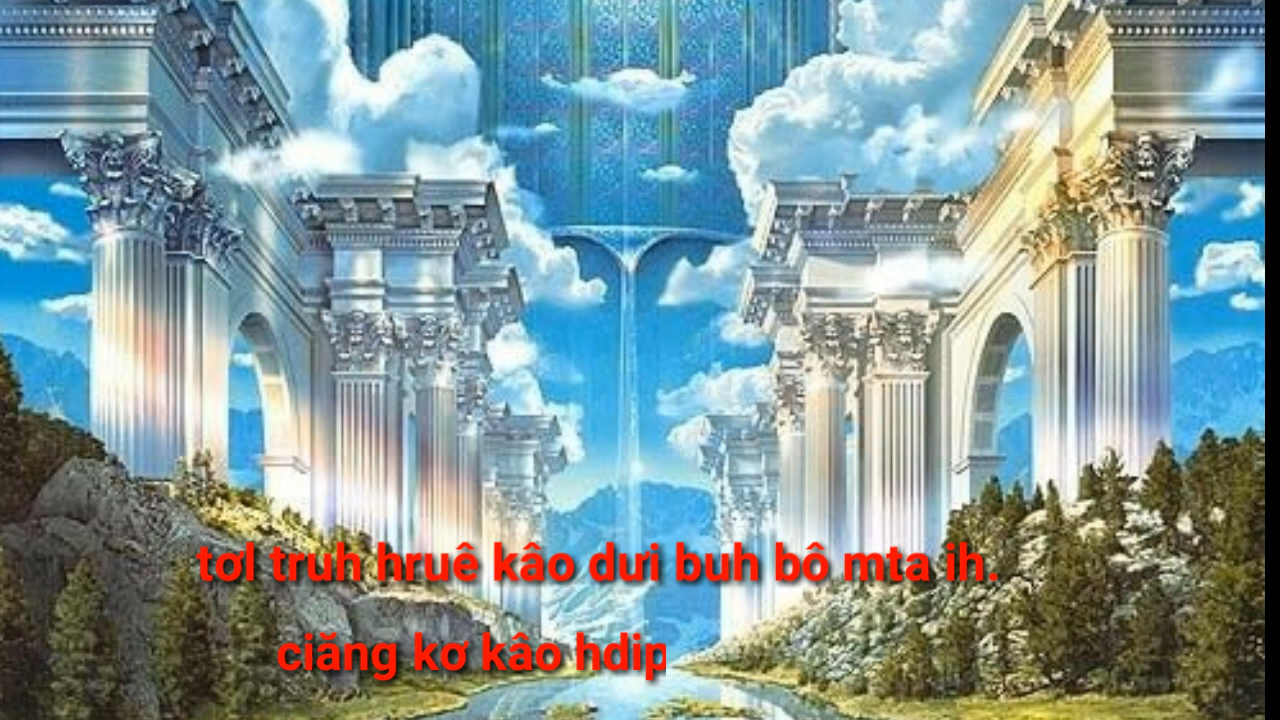 tơl truh hruê kâo dưi buh bô mta ih.
ciăng kơ kâo hdip